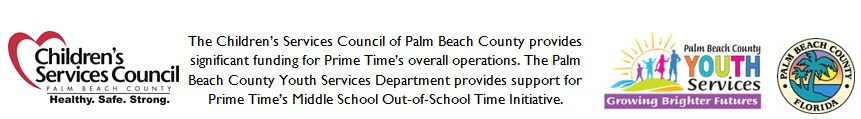 Children's
Services Council
PALM BEACH COUNTY
Healthy. Safe. Strong.
The Children's Services Council of Palm Beach County provides
significant funding for Prime Time's overall operations. The Palm
Beach County Youth Services Department provides support for
Prime Time's Middle School Out-of-School Time Initiative.
Palm Beach County
YOUTH
Services
Growing Brighter Futures
PALM BEACH COUNTY
FLORIDA